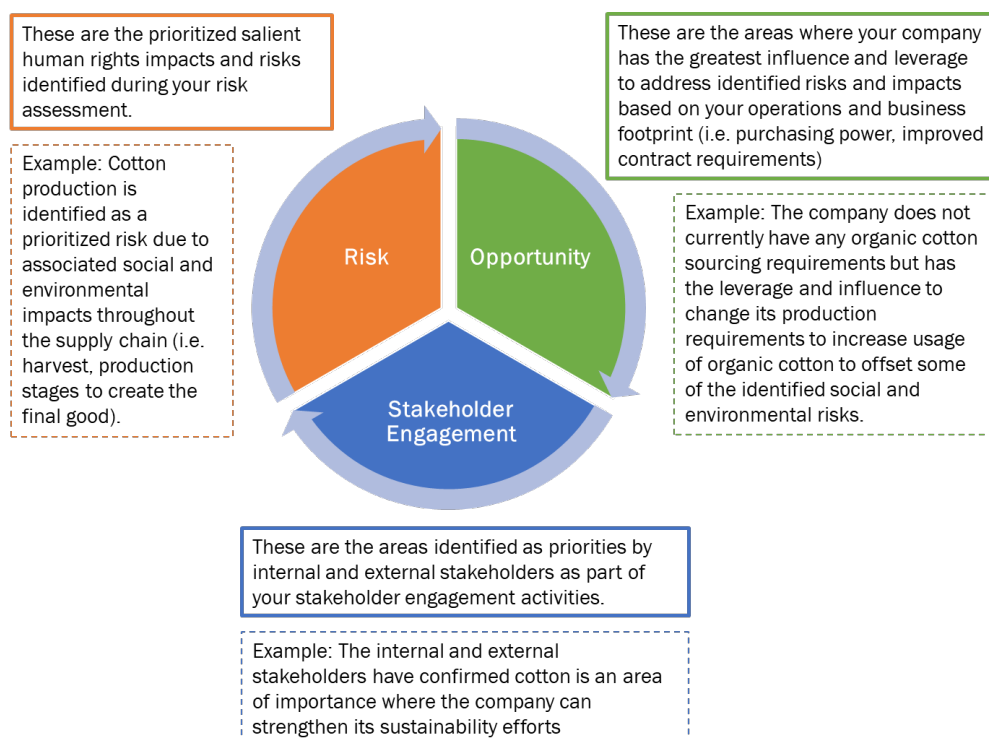 These are the prioritized salient
human rights impacts and risks
identified during your risk
assessment.
Example: Cotton
production is
identified as a
prioritized risk due to
associated social and
environmental
impacts throughout
the supply chain (i.e.
harvest, production
stages to create the
final good).
These are the areas where your company
has the greatest influence and leverage
to address identified risks and impacts
based on your operations and business
footprint (i.e. purchasing power, improved
contract requirements)
Example: The company does not
currently have any organic cotton
sourcing requirements but has
the leverage and influence to
change its production
requirements to increase usage
of organic cotton to offset some
of the identified social and
environmental risks.
Risk
Opportunity
Stakeholder
Engagement
These are the areas identified as priorities by
internal and external stakeholders as part of
your stakeholder engagement activities.
Example: The internal and external
stakeholders have confirmed cotton is an area
of importance where the company can
strengthen its sustainability efforts